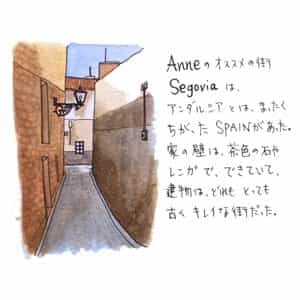 Anneのオススメの街
Segoviaは、
アンダルシアとは、まったく
ちがったSPAINがあった。
家の壁は、茶色の石や
レンガで、できていて、
建物は、どれもとっても
古くキレイな街だった。